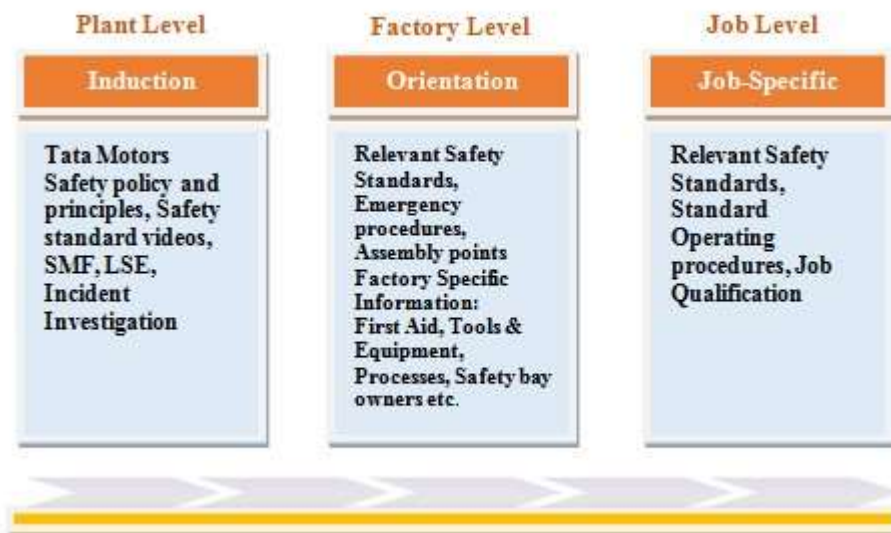 Plant Level
Induction
Tata Motors
Safety policy and
principles, Safety
standard videos,
SMF, LSE,
Incident
Investigation
Factory Level
Orientation
Relevant Safety
Standards,
Emergency
procedures,
Assembly points
Factory Specific
Information:
First Aid, Tools &
Equipment,
Processes, Safety bay
owners etc.
Job Level
Job-Specific
Relevant Safety
Standards,
Standard
Operating
procedures, Job
Qualification